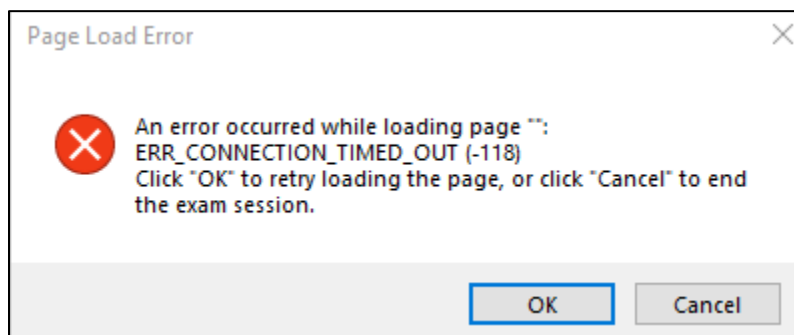 Page Load Error
An error occurred while loading page "":
ERR_CONNECTION_TIMED_OUT (-118)
Click "OK" to retry loading the page, or click "Cancel" to end
the exam session.
OK
Cancel